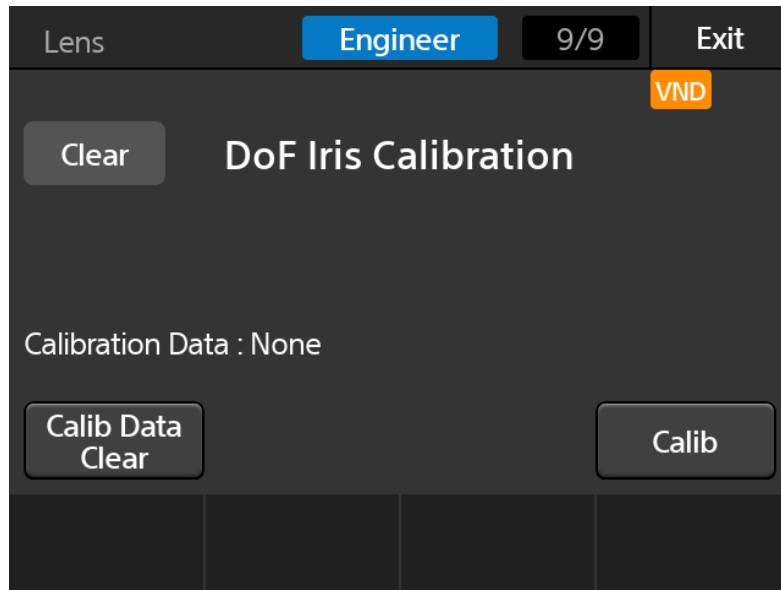 Lens Engineer 9/9 Exit
VND
Clear DoF Iris Calibration
Calibration Data : None
Calib Data
Clear
Calib